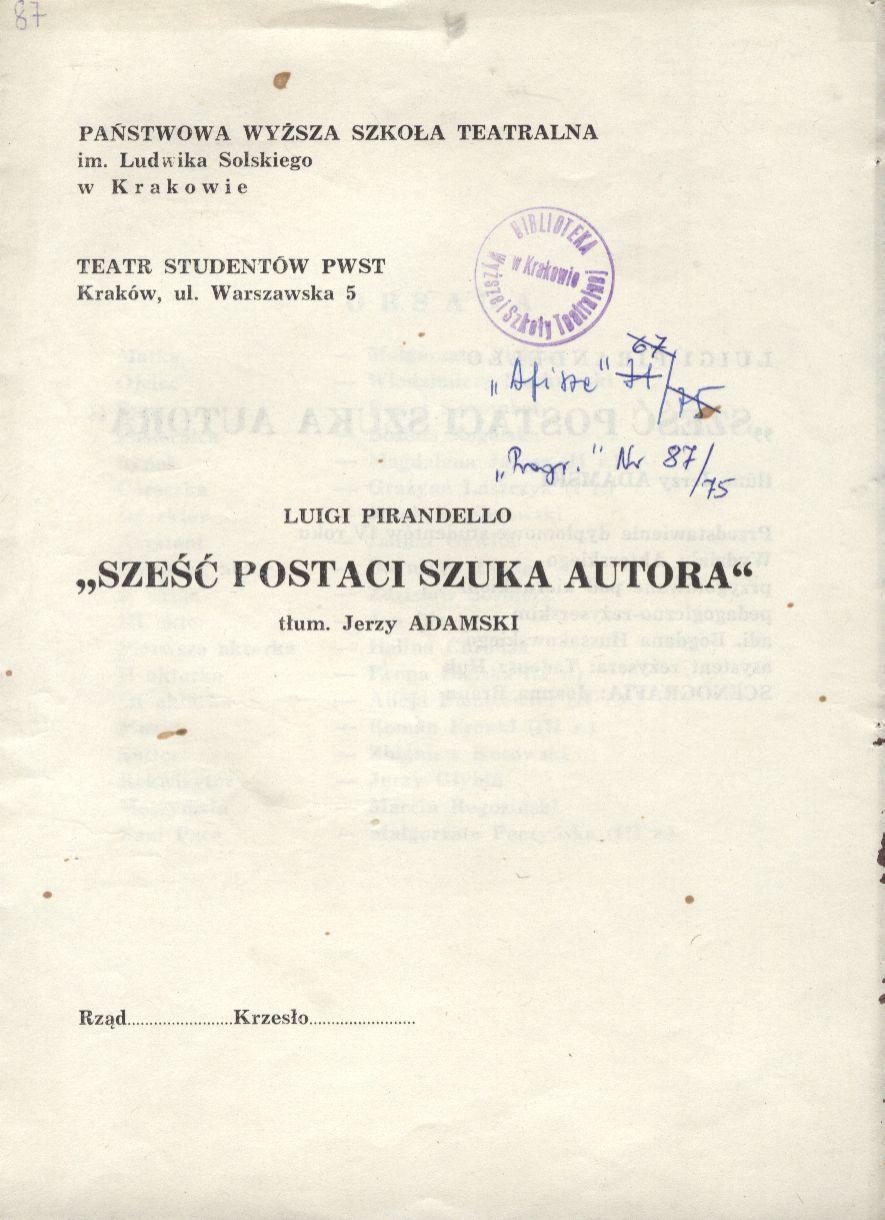 87
PAŃSTWOWA WYŻSZA SZKOŁA TEATRALNA
im. Ludwika Solskiego
w Krakowie
TEATR STUDENTÓW PWST
Kraków, ul. Warszawska 5
BIBLIOTEKA
w Krakowie
Wyższej Szkoły Teatralnej
„Afisze" 67
71/75
„Progr." Nr 87/75
LUIGI PIRANDELLO
„SZEŚĆ POSTACI SZUKA AUTORA“
tłum. Jerzy ADAMSKI
Rząd.......................Krzesło.......................